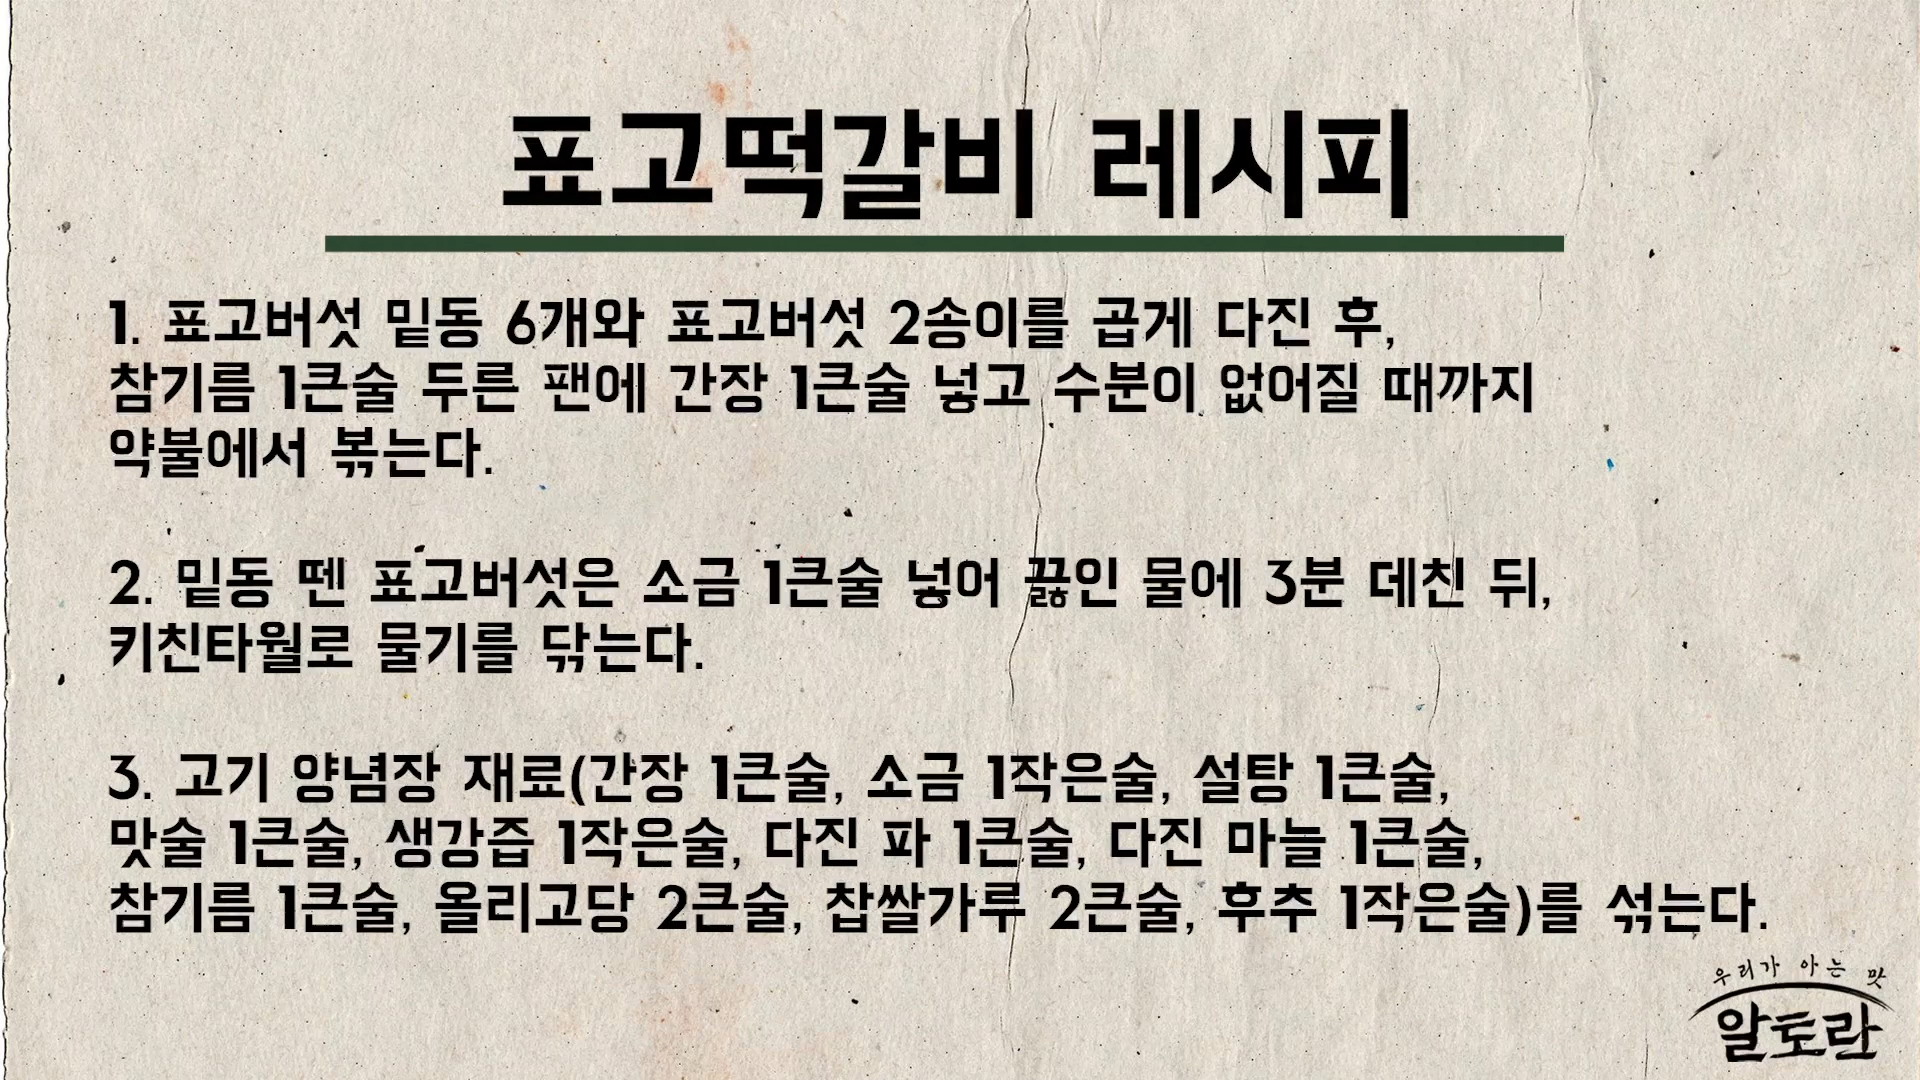 표고떡갈비 레시피
1. 표고버섯 밑동 6개와 표고버섯 2송이를 곱게 다진 후,
참기름 1큰술 두른 팬에 간장 1큰술 넣고 수분이 없어질 때까지
약불에서 볶는다.
2. 밑동 뗀 표고버섯은 소금 1큰술 넣어 끓인 물에 3분 데친 뒤,
키친타월로 물기를 닦는다.
3. 고기 양념장 재료(간장 1큰술, 소금 1작은술, 설탕 1큰술,
맛술 1큰술, 생강즙 1작은술, 다진 파 1큰술, 다진 마늘 1큰술,
참기름 1큰술, 올리고당 2큰술, 찹쌀가루 2큰술, 후추 1작은술)를 섞는다.
우리가 아는 맛
알토란